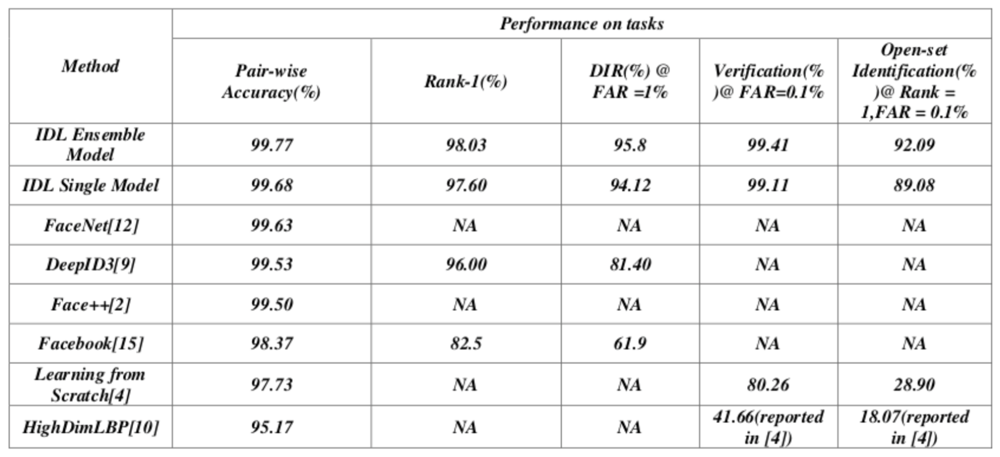 Method
Performance on tasks
Pair-wise
Accuracy(%)
Rank-1(%)
DIR(%) @
FAR =1%
Verification(%
)@ FAR=0.1%
Open-set
Identification(%
)@ Rank =
1,FAR = 0.1%
IDL Ensemble
Model
99.77
98.03
95.8
99.41
92.09
IDL Single Model
99.68
97.60
94.12
99.11
89.08
FaceNet[12]
99.63
NA
NA
NA
NA
DeepID3[9]
99.53
96.00
81.40
NA
NA
Face++[2]
99.50
NA
NA
NA
NA
Facebook[15]
98.37
82.5
61.9
NA
NA
Learning from
Scratch[4]
97.73
NA
NA
80.26
28.90
HighDimLBP[10]
95.17
NA
NA
41.66(reported
in [4])
18.07(reported
in [4])